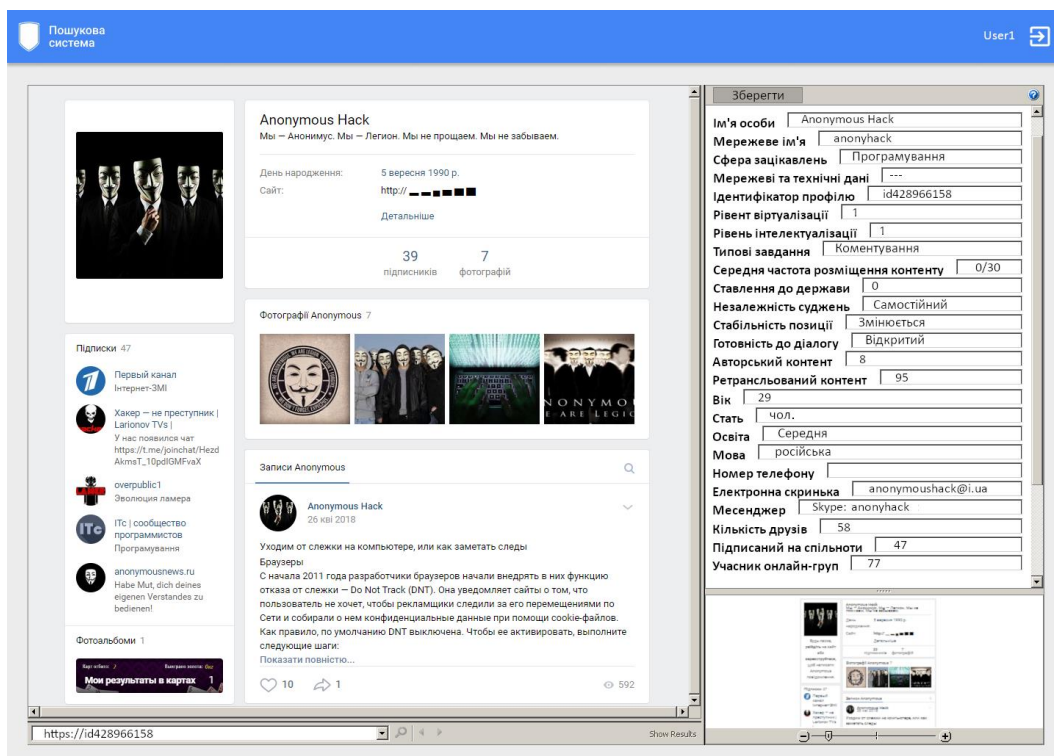 Пошукова
система
User1
Anonymous Hack
Мы — Анонимус. Мы — Легион. Мы не прощаем. Мы не забываем.
День народження: 5 вересня 1990 р.
Сайт: http://
Детальніше
39 7
підписників фотографій
Фотографії Anonymous 7
NONYMO
E ARE LEGIO
Підписки 47
Первый канал
Інтернет-ЗМІ
Хакер — не преступник |
Larionov TVs |
У нас появился чат
https://t.me/joinchat/Hezd
AkmsT_10pdIGMFvaX
overpublic1
Эволюция ламера
ITc
ITc | сообщество
программистов
Програмування
anonymousnews.ru
Habe Mut, dich deines
eigenen Verstandes zu
bedienen!
Фотоальбоми 1
Мои результаты в картах 1
Записи Anonymous
Anonymous Hack
26 кві 2018
Уходим от слежки на компьютере, или как заметать следы
Браузеры
С начала 2011 года разработчики браузеров начали внедрять в них функцию
отказа от слежки — Do Not Track (DNT). Она уведомляет сайты о том, что
пользователь не хочет, чтобы рекламщики следили за его перемещениями по
Сети и собирали о нем конфиденциальные данные при помощи cookie-файлов.
Как правило, по умолчанию DNT выключена. Чтобы ее активировать, выполните
следующие шаги:
Показати повністю...
10 1 592
https://id428966158
Show Results
Зберегти
Ім'я особи Anonymous Hack
Мережеве ім'я anonyhack
Сфера зацікавлень Програмування
Мережеві та технічні дані ---
Ідентифікатор профілю id428966158
Рівент віртуалізації 1
Рівень інтелектуалізації 1
Типові завдання Коментування
Середня частота розміщення контенту 0/30
Ставлення до держави 0
Незалежність суджень Самостійний
Стабільність позиції Змінюється
Готовність до діалогу Відкритий
Авторський контент 8
Ретрансльований контент 95
Вік 29
Стать чол.
Освіта Середня
Мова російська
Номер телефону
Електронна скринька anonymoushack@i.ua
Месенджер Skype: anonyhack
Кількість друзів 58
Підписаний на спільноти 47
Учасник онлайн-груп 77